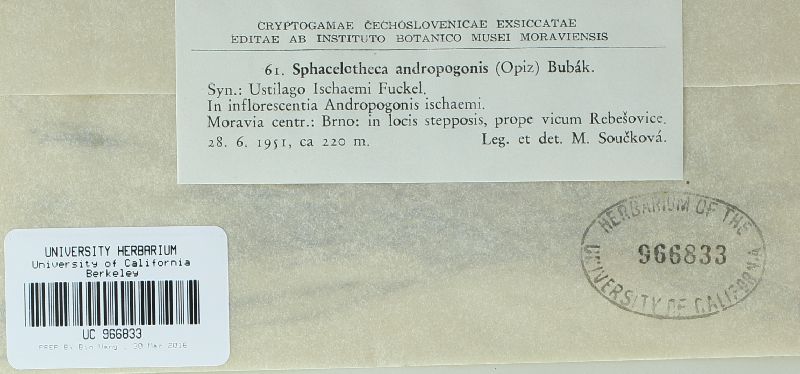 CRYPTOGAMAE ČECHOSLOVENICAE EXSICCATAE
EDITAE AB INSTITUTO BOTANICO MUSEI MORAVIENSIS
61. Sphacelotheca andropogonis (Opiz) Bubák.
Syn.: Ustilago Ischaemi Fuckel.
In inflorescentia Andropogonis ischaemi.
Moravia centr.: Brno: in locis stepposis, prope vicum Rebešovice.
28. 6. 1951, ca 220 m. Leg. et det. M. Součková.
HERBARIUM OF THE
966833
UNIVERSITY OF CALIFORNIA
UNIVERSITY HERBARIUM
University of California
Berkeley
UC 966833